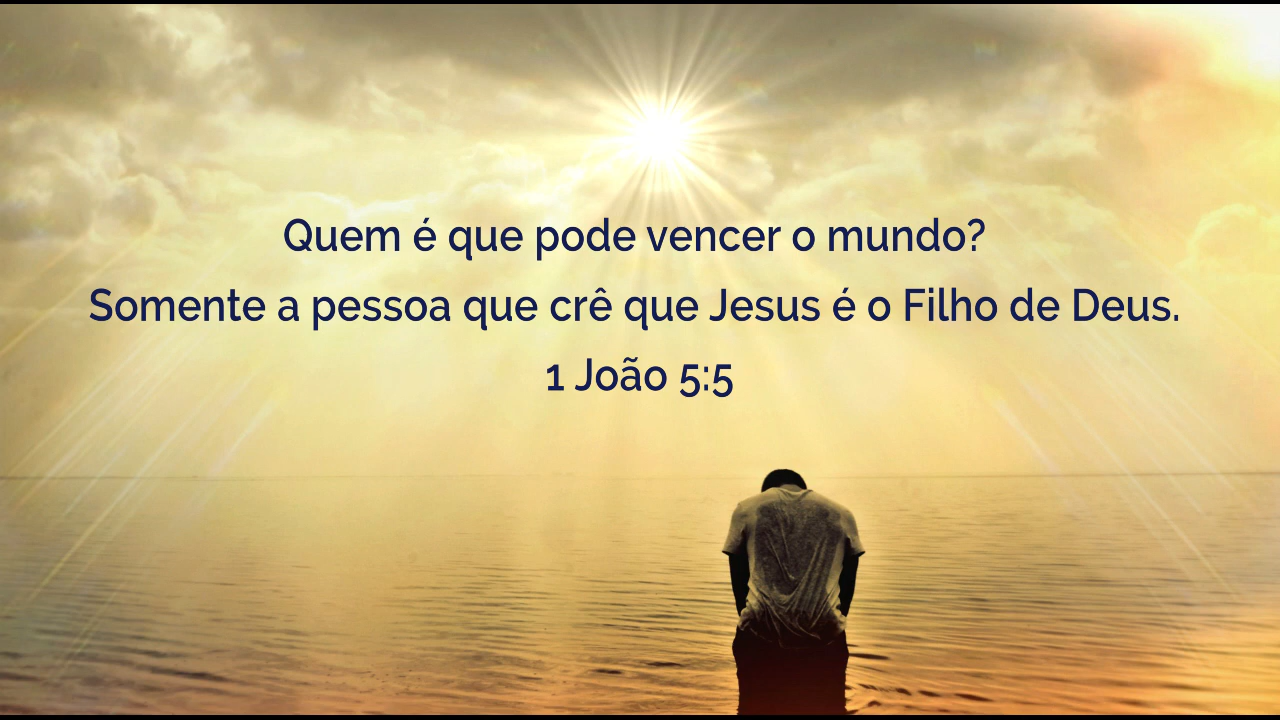 Quem é que pode vencer o mundo?
Somente a pessoa que crê que Jesus é o Filho de Deus.
1 João 5:5